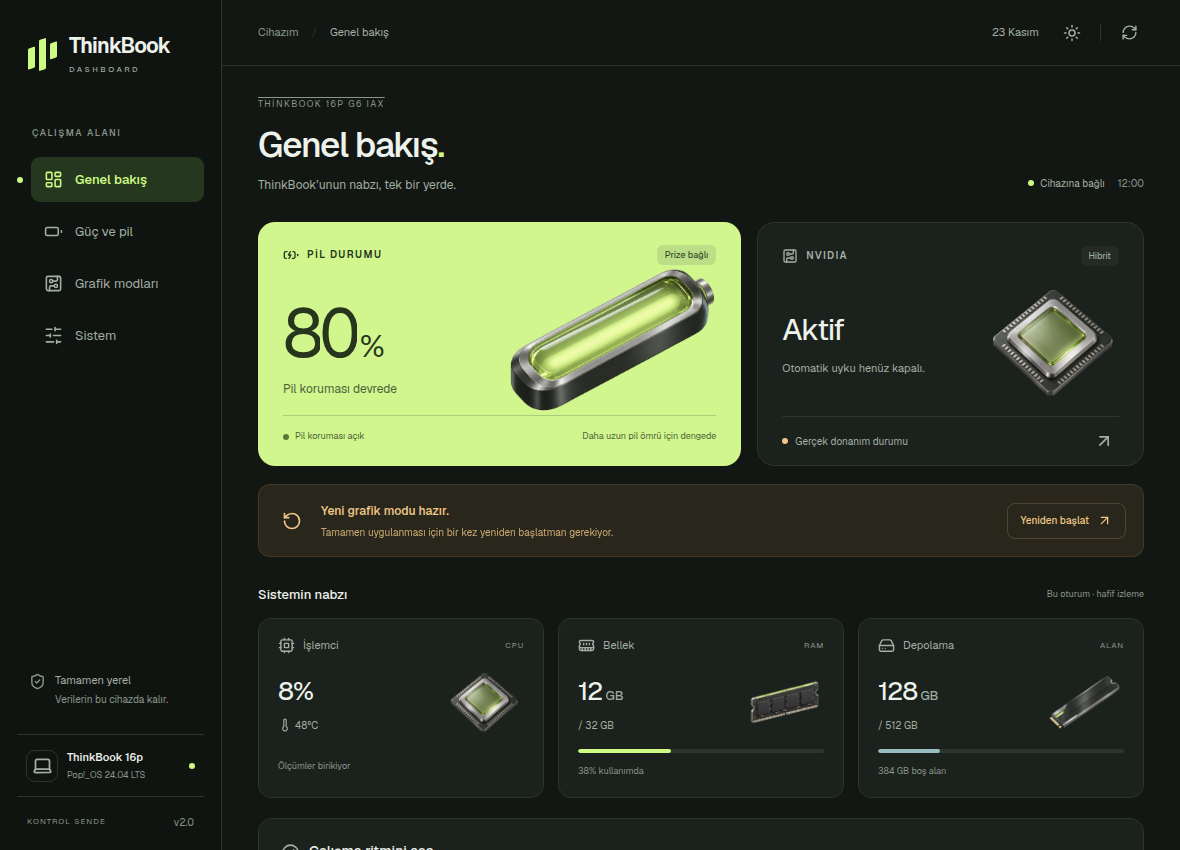 ThinkBook
DASHBOARD
ÇALIŞMA ALANI
Genel bakış
Güç ve pil
Grafik modları
Sistem
Tamamen yerel
Verilerin bu cihazda kalır.
ThinkBook 16p
Pop!_OS 24.04 LTS
KONTROL SENDE
v2.0
Cihazım / Genel bakış
23 Kasım
THINKBOOK 16P G6 IAX
Genel bakış.
ThinkBook'unun nabzı, tek bir yerde.
Cihazına bağlı 12:00
PİL DURUMU
Prize bağlı
80%
Pil koruması devrede
Pil koruması açık
Daha uzun pil ömrü için dengede
NVIDIA
Hibrit
Aktif
Otomatik uyku henüz kapalı.
Gerçek donanım durumu
Yeni grafik modu hazır.
Tamamen uygulanması için bir kez yeniden başlatman gerekiyor.
Yeniden başlat
Sistemin nabzı
Bu oturum · hafif izleme
İşlemci
CPU
8%
48°C
Ölçümler birikiyor
Bellek
RAM
12 GB
/ 32 GB
38% kullanımda
Depolama
ALAN
128 GB
/ 512 GB
384 GB boş alan